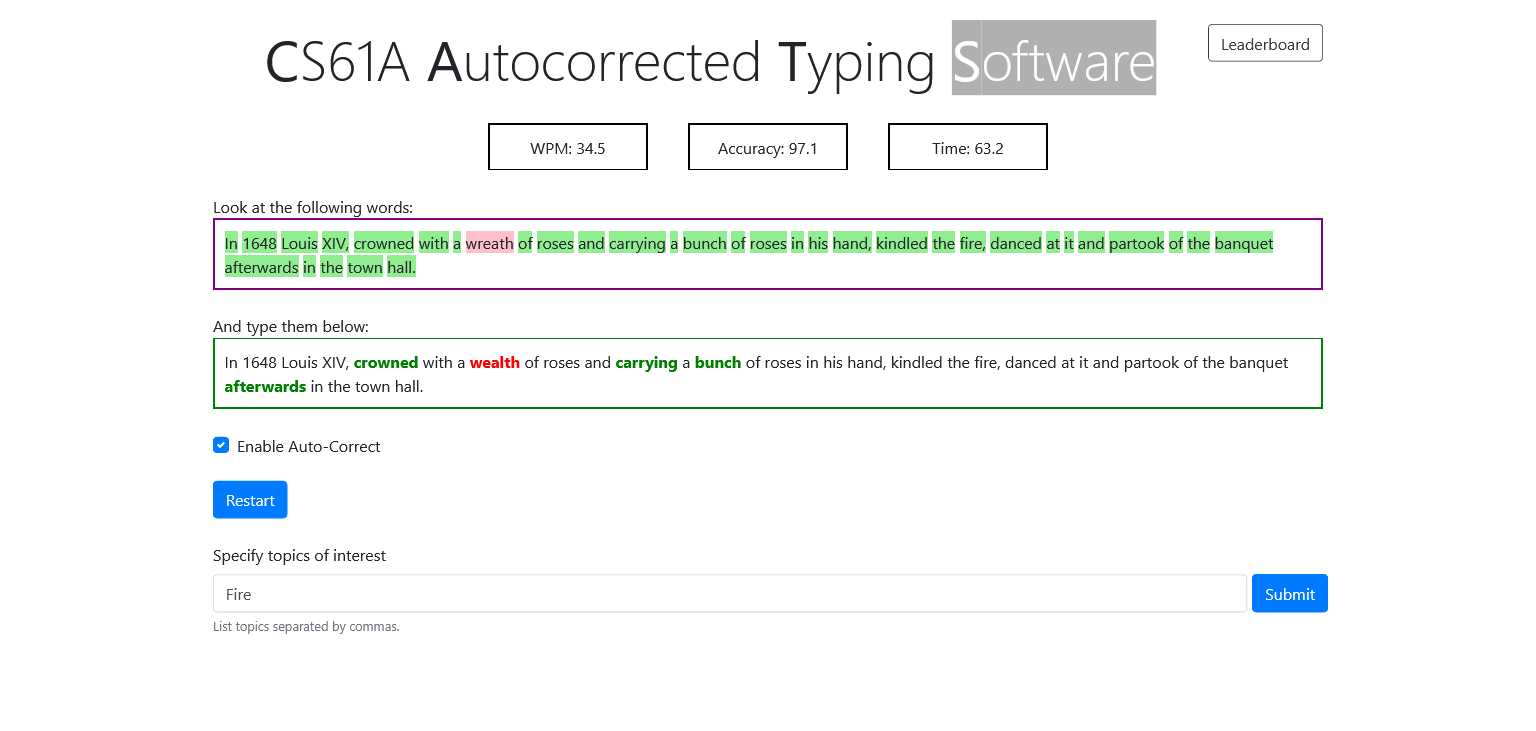 CS61A Autocorrected Typing Software
Leaderboard
WPM: 34.5
Accuracy: 97.1
Time: 63.2
Look at the following words:
In 1648 Louis XIV, crowned with a wreath of roses and carrying a bunch of roses in his hand, kindled the fire, danced at it and partook of the banquet
afterwards in the town hall.
And type them below:
In 1648 Louis XIV, crowned with a wealth of roses and carrying a bunch of roses in his hand, kindled the fire, danced at it and partook of the banquet
afterwards in the town hall.
Enable Auto-Correct
Restart
Specify topics of interest
Fire
Submit
List topics separated by commas.